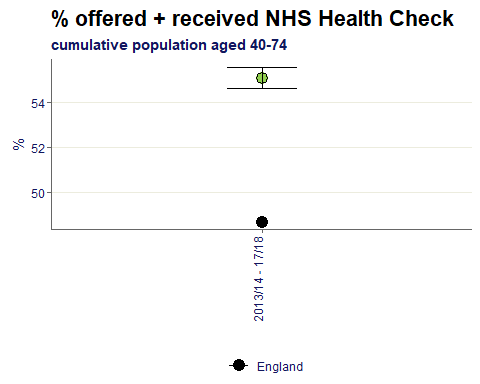 % offered + received NHS Health Check
cumulative population aged 40-74
54
52
50
%
2013/14 - 17/18
England